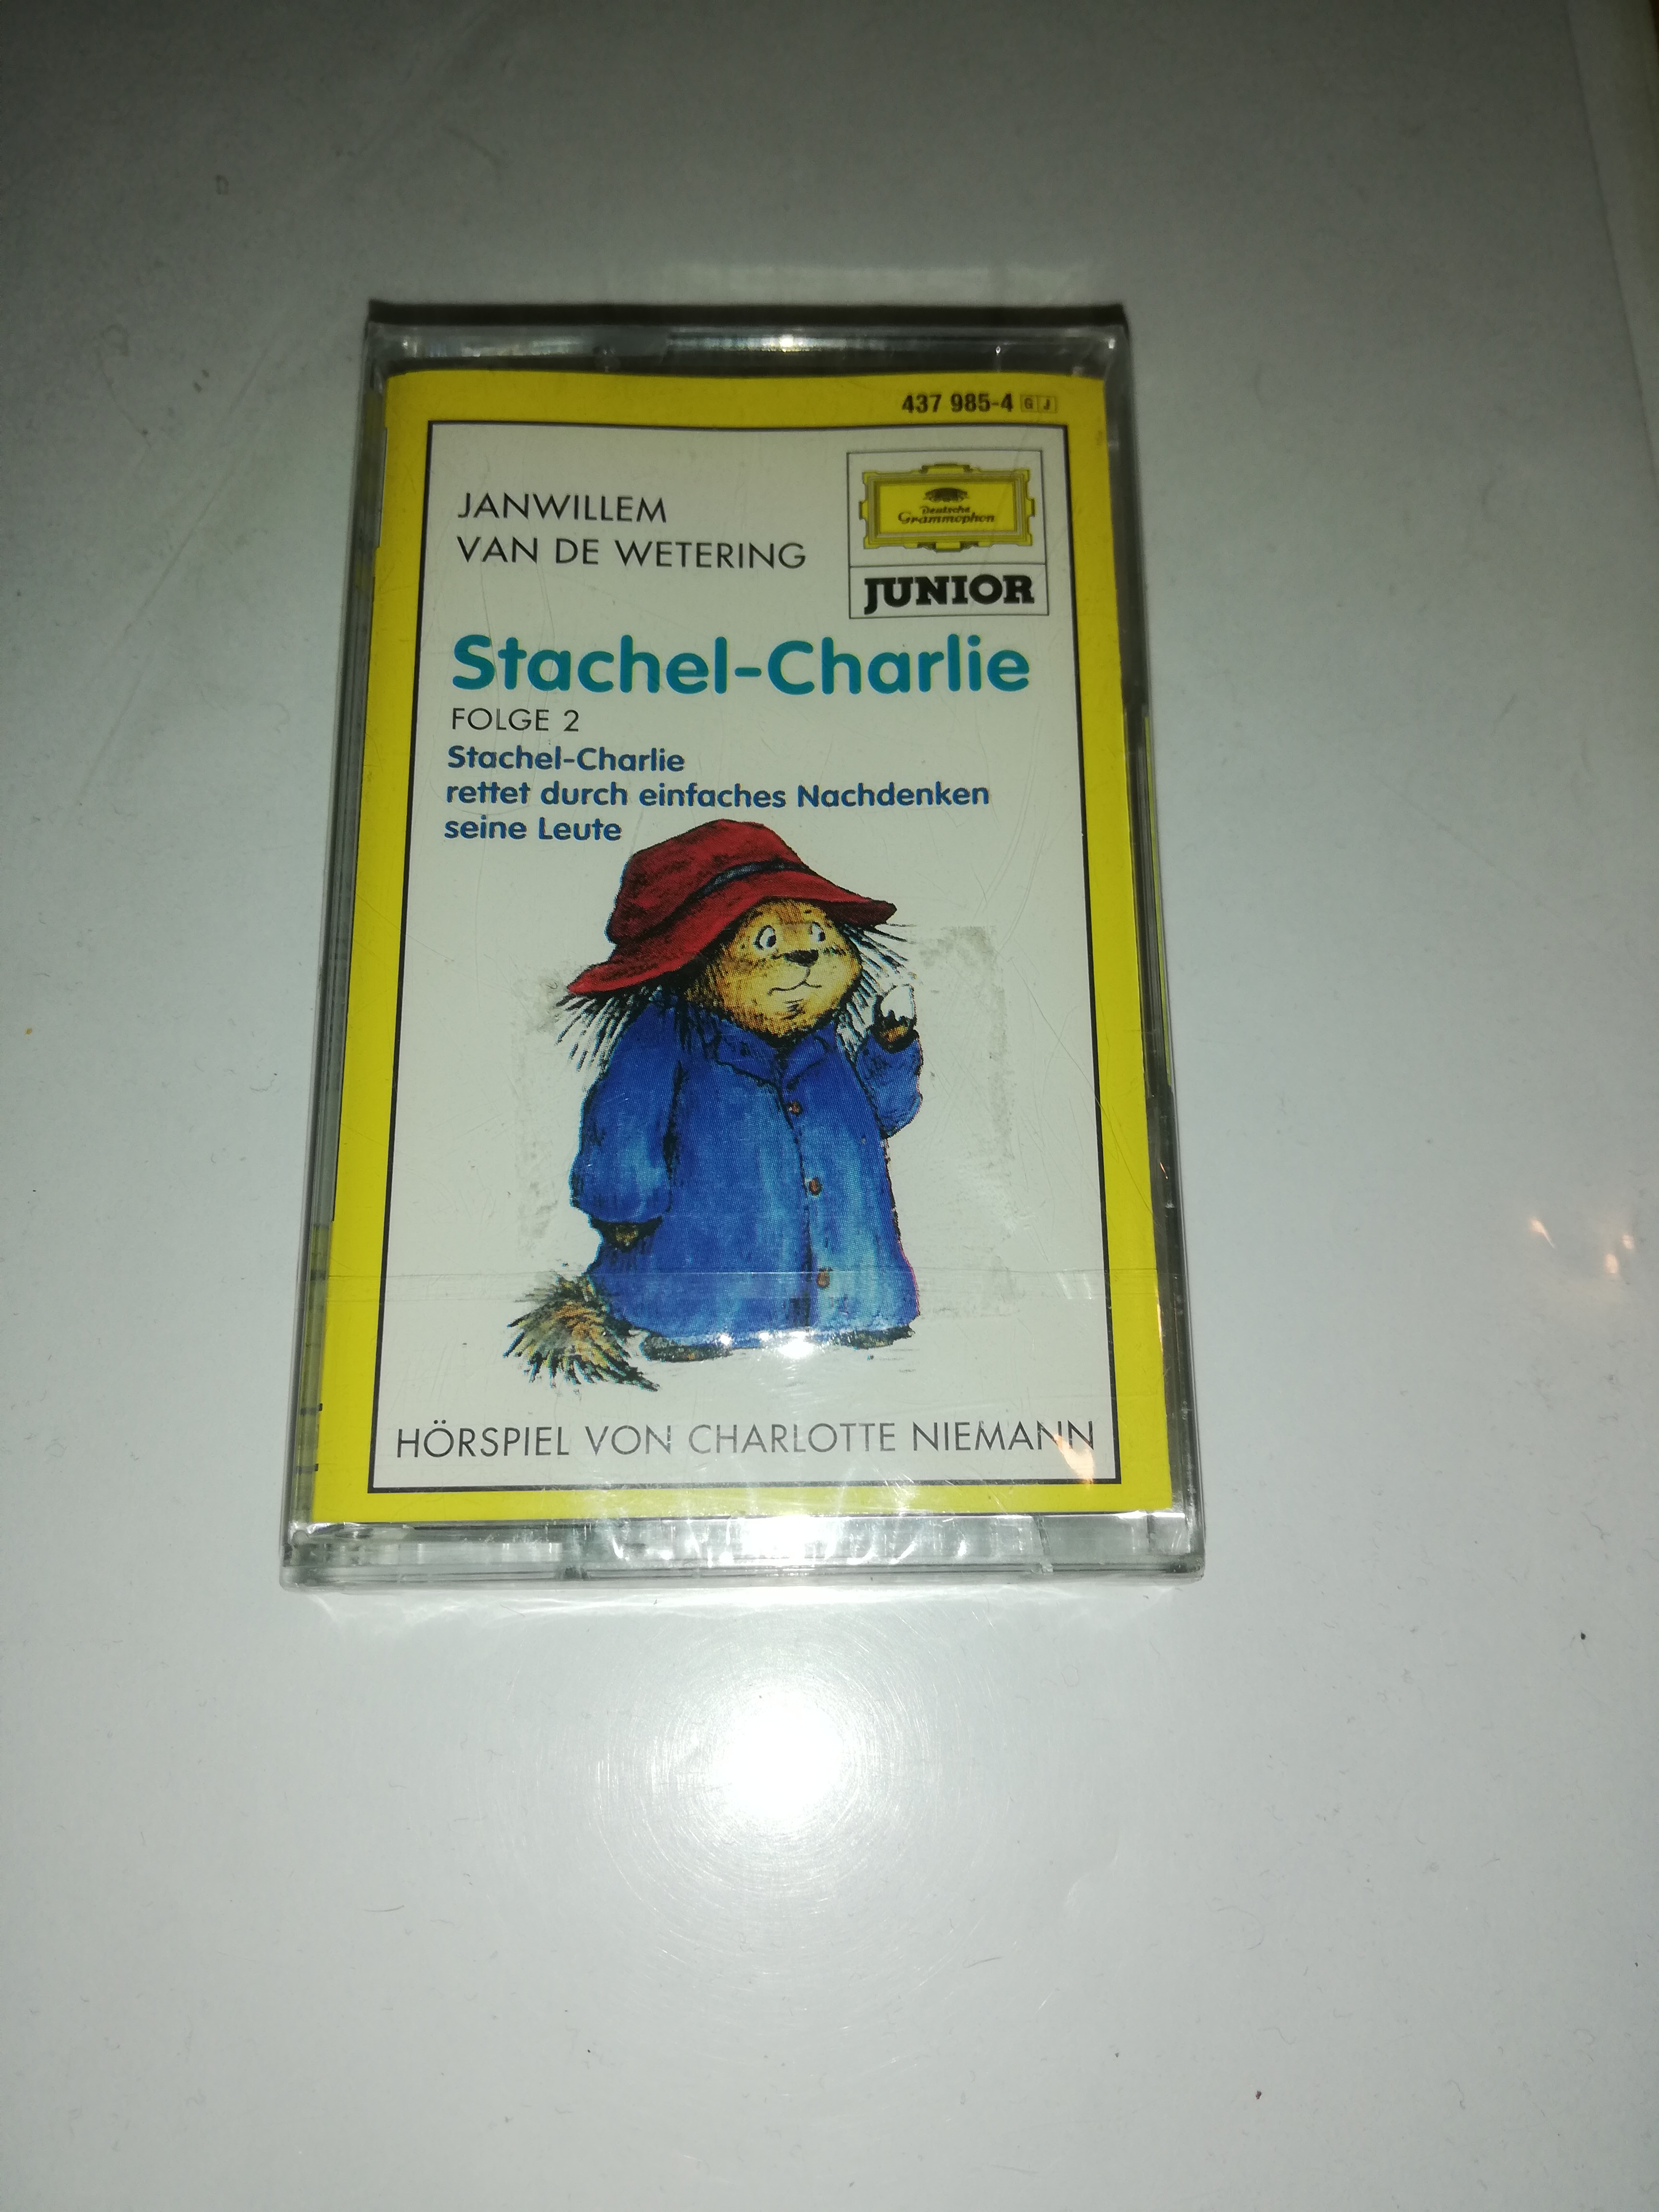 437 985-4 G J
JANWILLEM
VAN DE WETERING
Deutsche
Grammophon
JUNIOR
Stachel-Charlie
FOLGE 2
Stachel-Charlie
rettet durch einfaches Nachdenken
seine Leute
HÖRSPIEL VON CHARLOTTE NIEMANN